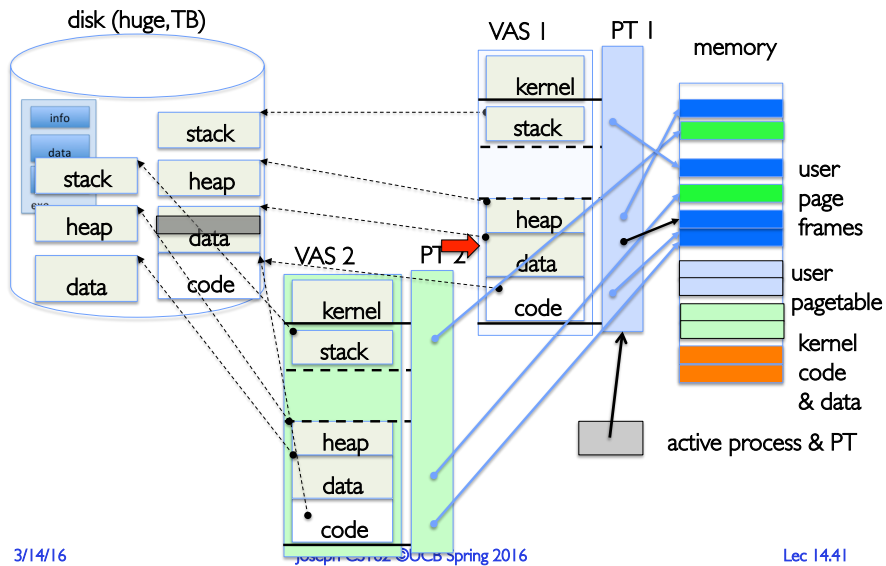 disk (huge, TB)
VAS 1
PT 1
memory
info
data
stack
heap
data
stack
heap
data
code
kernel
stack
heap
data
code
VAS 2
PT 2
kernel
stack
heap
data
code
user
page
frames
user
pagetable
kernel
code
& data
active process & PT
3/14/16
Joseph CS162 ©UCB Spring 2016
Lec 14.41